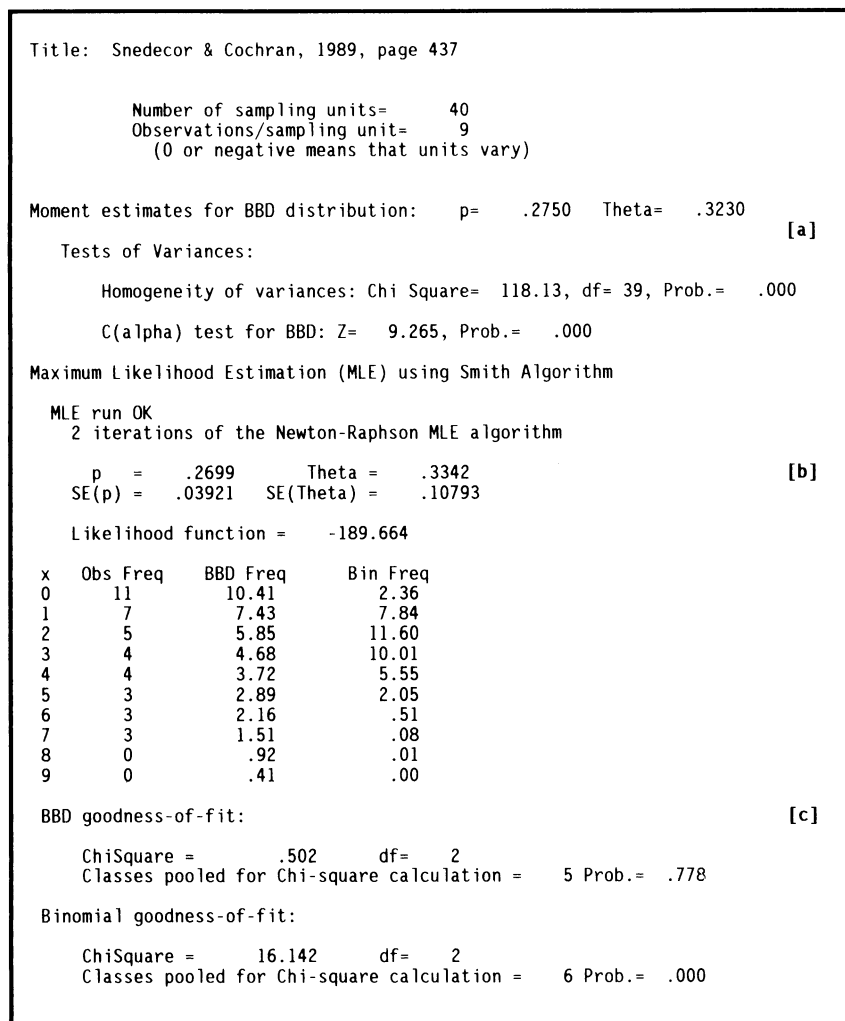 Title: Snedecor & Cochran, 1989, page 437
Number of sampling units= 40
Observations/sampling unit= 9
(0 or negative means that units vary)
Moment estimates for BBD distribution: p= .2750 Theta= .3230
[a]
Tests of Variances:
Homogeneity of variances: Chi Square= 118.13, df= 39, Prob.= .000
C(alpha) test for BBD: Z= 9.265, Prob.= .000
Maximum Likelihood Estimation (MLE) using Smith Algorithm
MLE run OK
2 iterations of the Newton-Raphson MLE algorithm
p = .2699 Theta = .3342 [b]
SE(p) = .03921 SE(Theta) = .10793
Likelihood function = -189.664
x Obs Freq BBD Freq Bin Freq
0 11 10.41 2.36
1 7 7.43 7.84
2 5 5.85 11.60
3 4 4.68 10.01
4 4 3.72 5.55
5 3 2.89 2.05
6 3 2.16 .51
7 3 1.51 .08
8 0 .92 .01
9 0 .41 .00
BBD goodness-of-fit: [c]
ChiSquare = .502 df= 2
Classes pooled for Chi-square calculation = 5 Prob.= .778
Binomial goodness-of-fit:
ChiSquare = 16.142 df= 2
Classes pooled for Chi-square calculation = 6 Prob.= .000